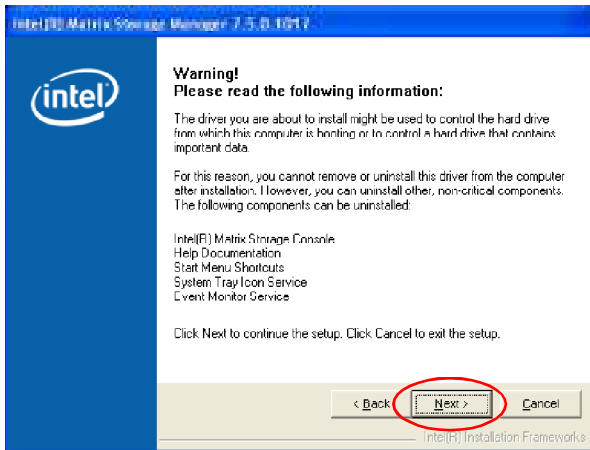 Intel(R) Matrix Storage Manager 7.5.0.1017
intel
Warning!
Please read the following information:
The driver you are about to install might be used to control the hard drive
from which this computer is booting or to control a hard drive that contains
important data.
For this reason, you cannot remove or uninstall this driver from the computer
after installation. However, you can uninstall other, non-critical components.
The following components can be uninstalled:
Intel(R) Matrix Storage Console
Help Documentation
Start Menu Shortcuts
System Tray Icon Service
Event Monitor Service
Click Next to continue the setup. Click Cancel to exit the setup.
< Back Next > Cancel
Intel(R) Installation Frameworks